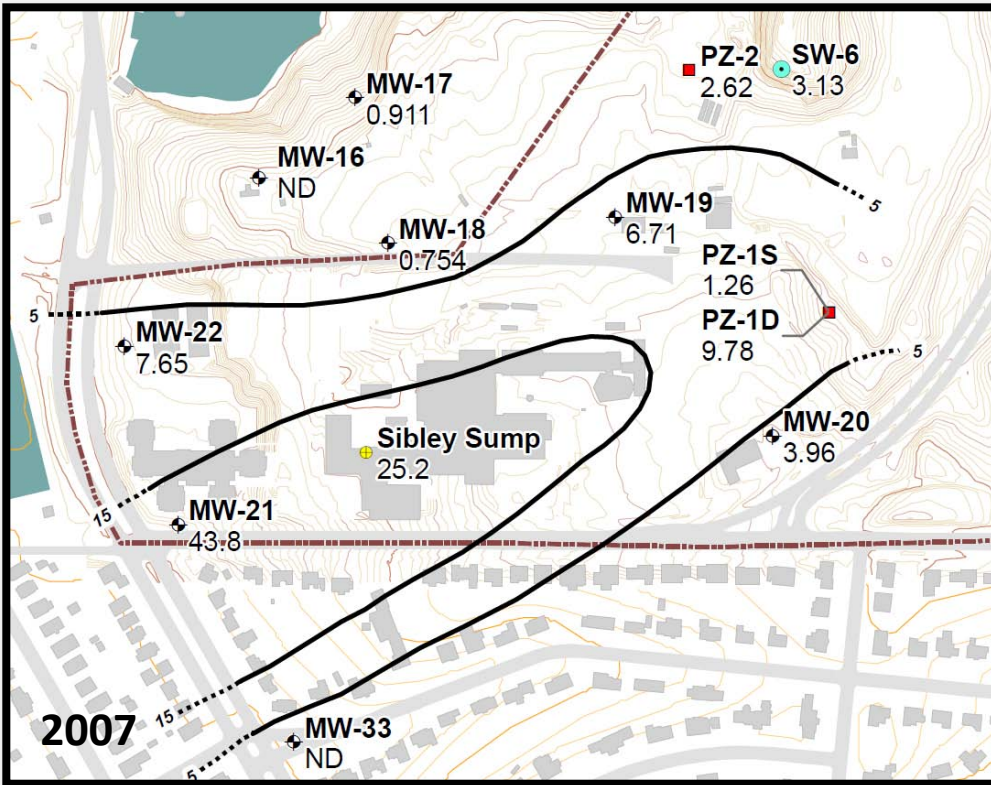 PZ-2
2.62
SW-6
3.13
MW-17
0.911
MW-16
ND
MW-19
6.71
5
MW-18
0.754
PZ-1S
1.26
5
MW-22
7.65
PZ-1D
9.78
5
MW-20
3.96
Sibley Sump
25.2
15
MW-21
43.8
15
2007
MW-33
ND
5